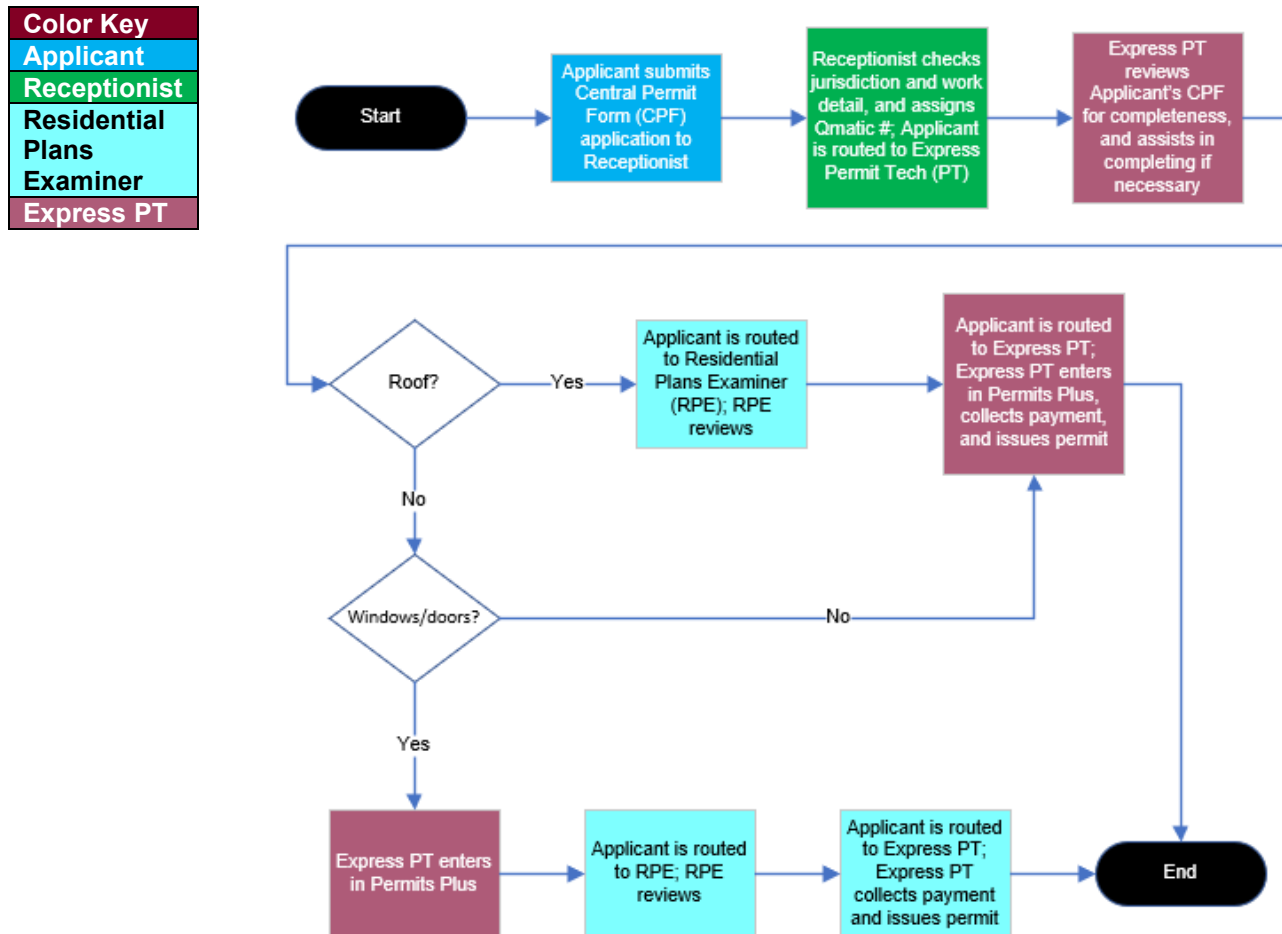 Color Key
Applicant
Receptionist
Residential
Plans
Examiner
Express PT
Start
Applicant submits
Central Permit
Form (CPF)
application to
Receptionist
Receptionist checks
jurisdiction and work
detail, and assigns
Qmatic #; Applicant
is routed to Express
Permit Tech (PT)
Express PT
reviews
Applicant's CPF
for completeness,
and assists in
completing if
necessary
Roof?
Yes
Applicant is routed
to Residential
Plans Examiner
(RPE); RPE
reviews
Applicant is routed
to Express PT;
Express PT enters
in Permits Plus,
collects payment,
and issues permit
No
Windows/doors?
No
Yes
Express PT enters
in Permits Plus
Applicant is routed
to RPE; RPE
reviews
Applicant is routed
to Express PT;
Express PT
collects payment
and issues permit
End